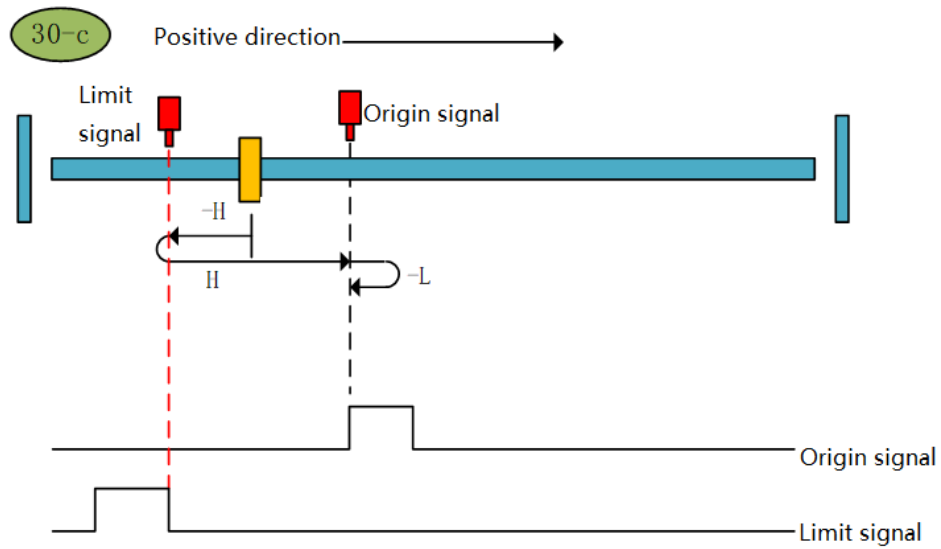 30-c
Positive direction
Limit
signal
Origin signal
-H
H
-L
Origin signal
Limit signal